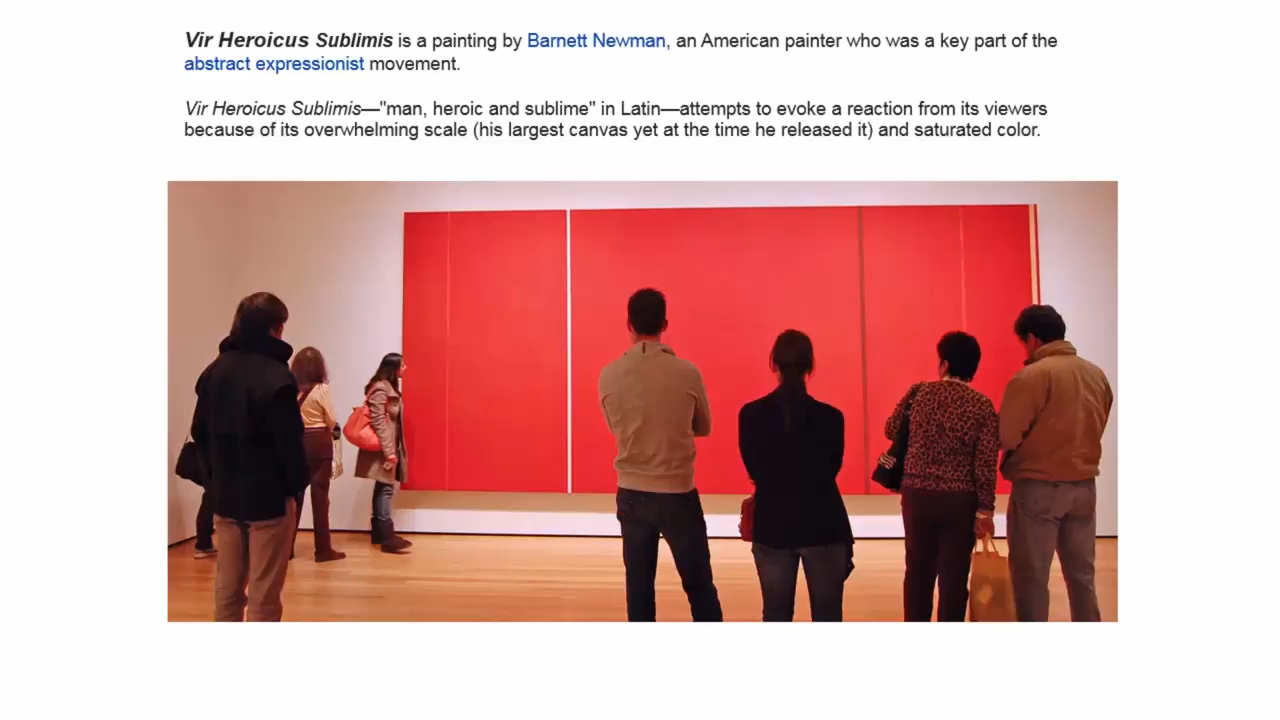 Vir Heroicus Sublimis is a painting by Barnett Newman, an American painter who was a key part of the
abstract expressionist movement.
Vir Heroicus Sublimis—"man, heroic and sublime" in Latin—attempts to evoke a reaction from its viewers
because of its overwhelming scale (his largest canvas yet at the time he released it) and saturated color.